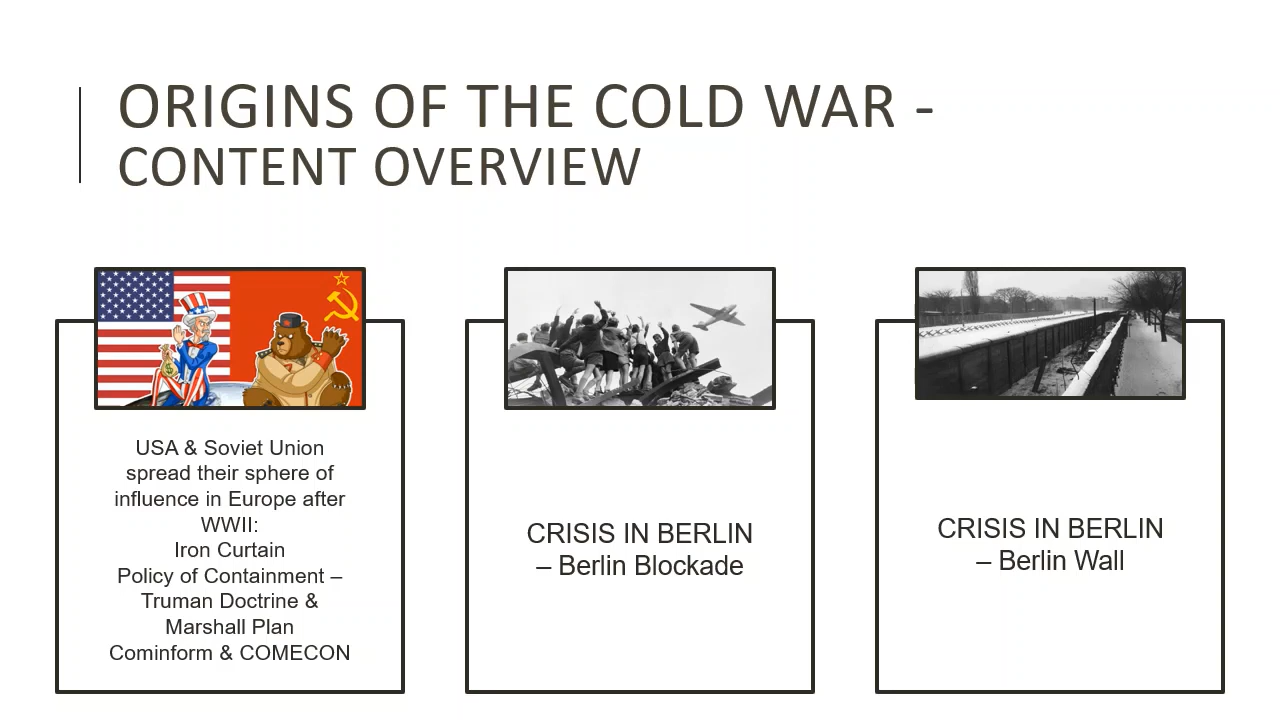 ORIGINS OF THE COLD WAR -
CONTENT OVERVIEW
USA & Soviet Union
spread their sphere of
influence in Europe after
WWII:
Iron Curtain
Policy of Containment –
Truman Doctrine &
Marshall Plan
Cominform & COMECON
CRISIS IN BERLIN
– Berlin Blockade
CRISIS IN BERLIN
– Berlin Wall